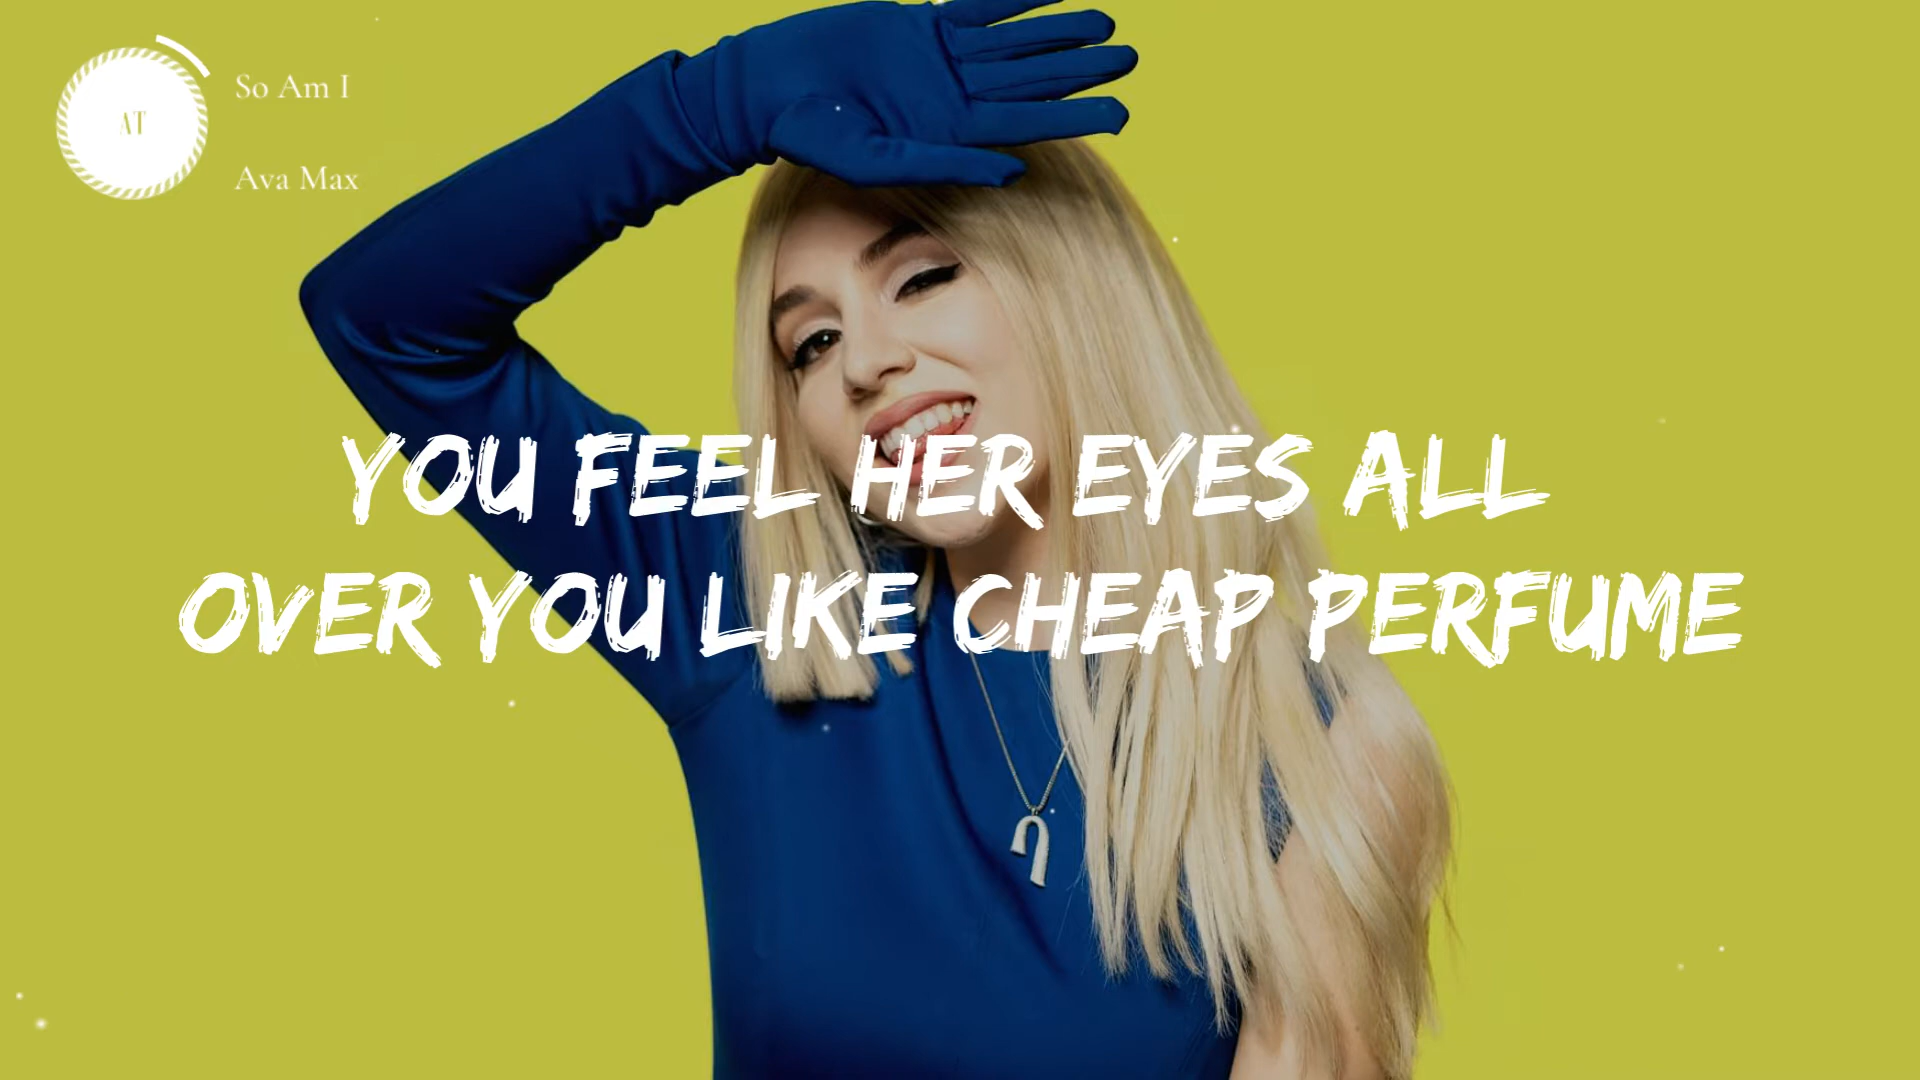 AT
So Am I
Ava Max
YOU FEEL HER EYES ALL
OVER YOU LIKE CHEAP PERFUME